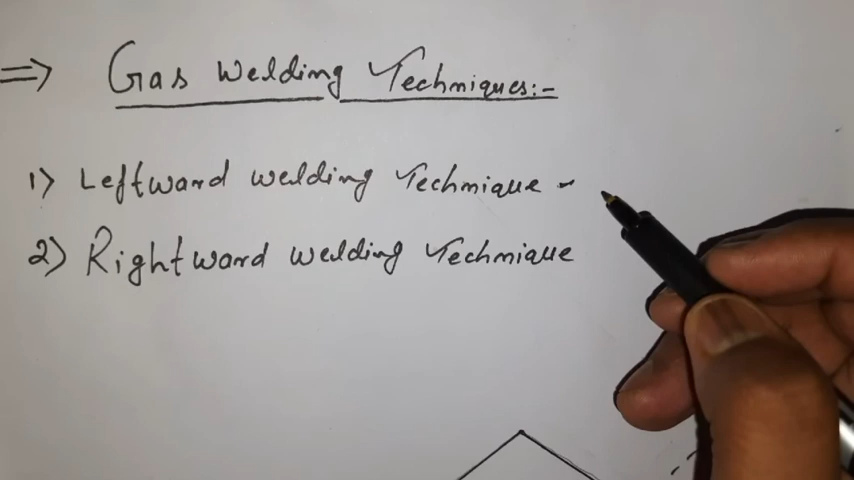 ⇒ Gas Welding Techniques:-
1) Leftward welding Technique -
2) Rightward welding Technique